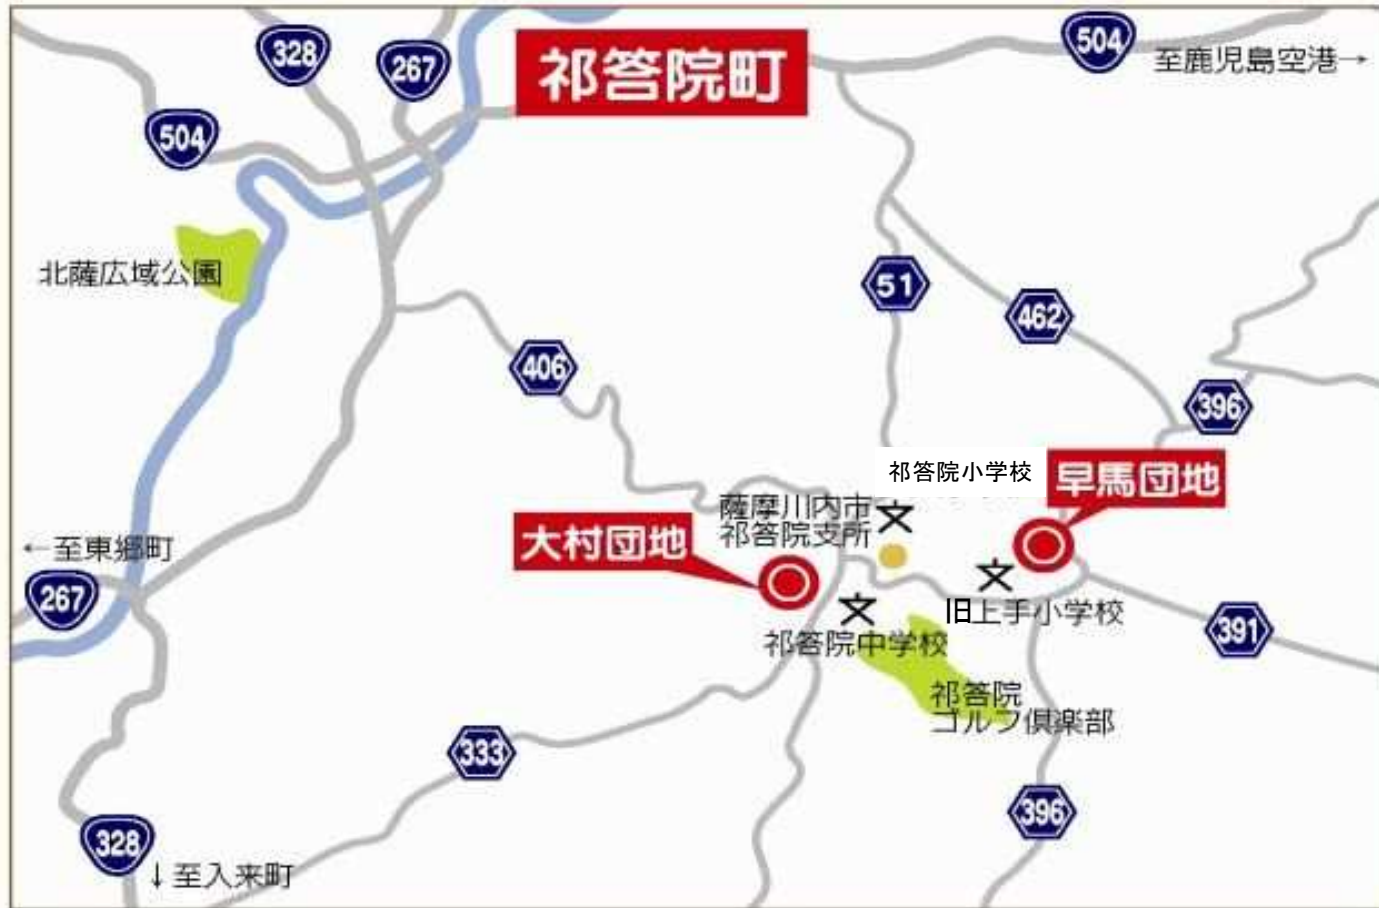 504
328
祁答院町
267
至鹿児島空港→
504
北薩広域公園
51
462
406
396
祁答院小学校
早馬団地
薩摩川内市
祁答院支所
大村団地
←至東郷町
267
旧上手小学校
祁答院中学校
391
祁答院
ゴルフ倶楽部
333
396
328
↓至入来町